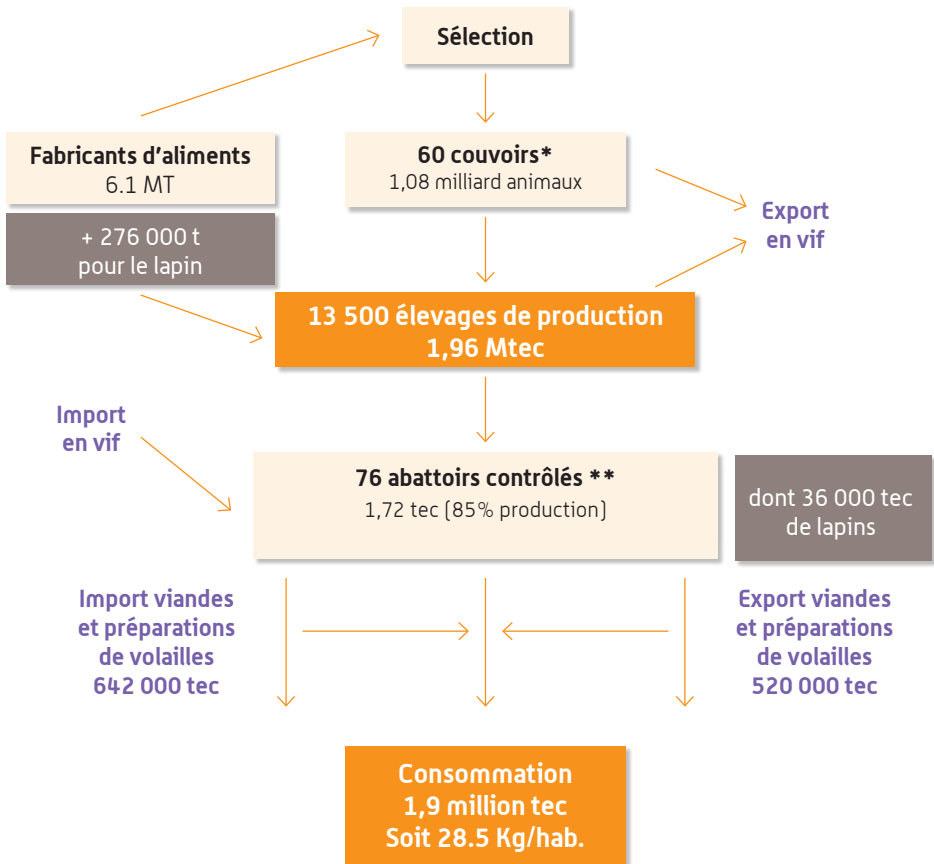 Sélection
Fabricants d'aliments
6.1 MT
+ 276 000 t
pour le lapin
60 couvoirs*
1,08 milliard animaux
Export
en vif
13 500 élevages de production
1,96 Mtec
Import
en vif
76 abattoirs contrôlés **
1,72 tec (85% production)
dont 36 000 tec
de lapins
Import viandes
et préparations
de volailles
642 000 tec
Export viandes
et préparations
de volailles
520 000 tec
Consommation
1,9 million tec
Soit 28.5 Kg/hab.